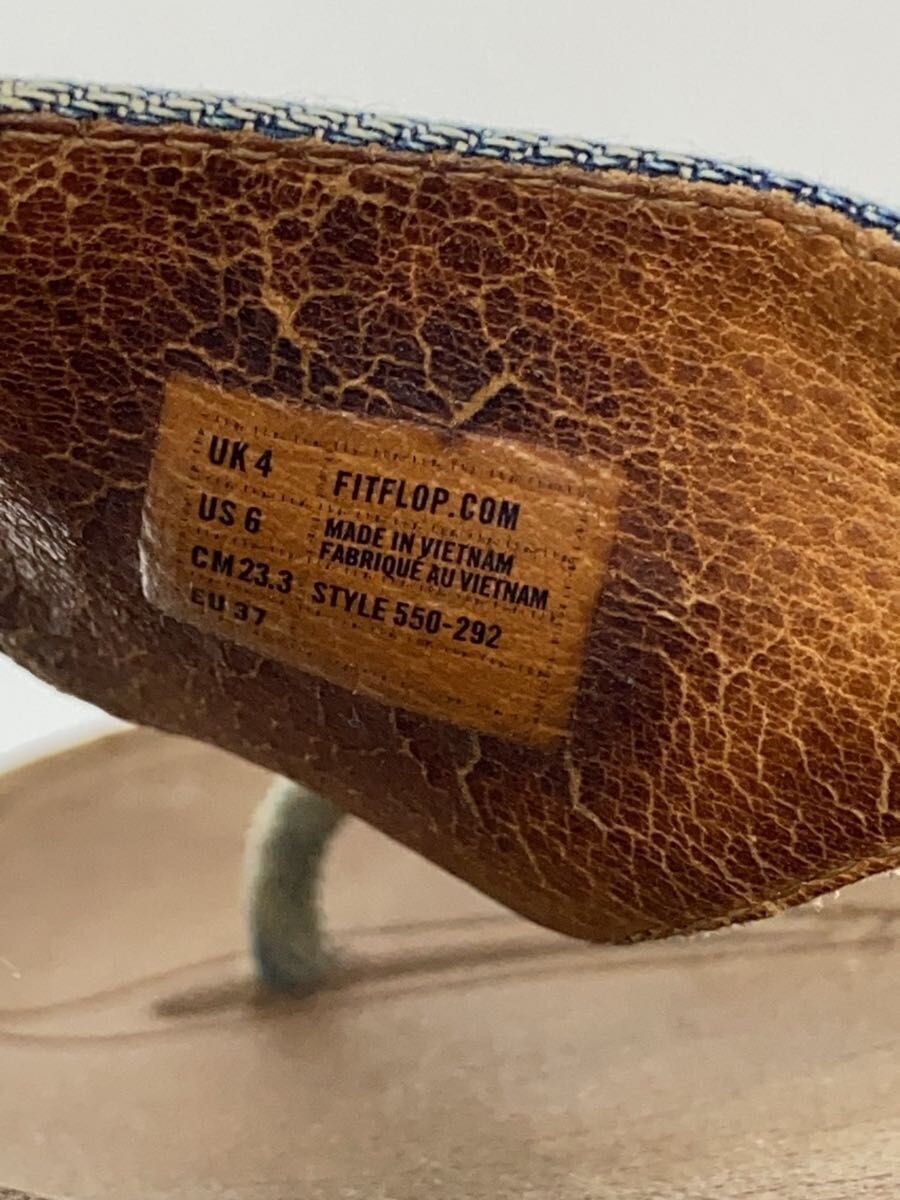 UK 4
US 6
CM 23.3
EU 37
FITFLOP.COM
MADE IN VIETNAM
FABRIQUE AU VIETNAM
STYLE 550-292